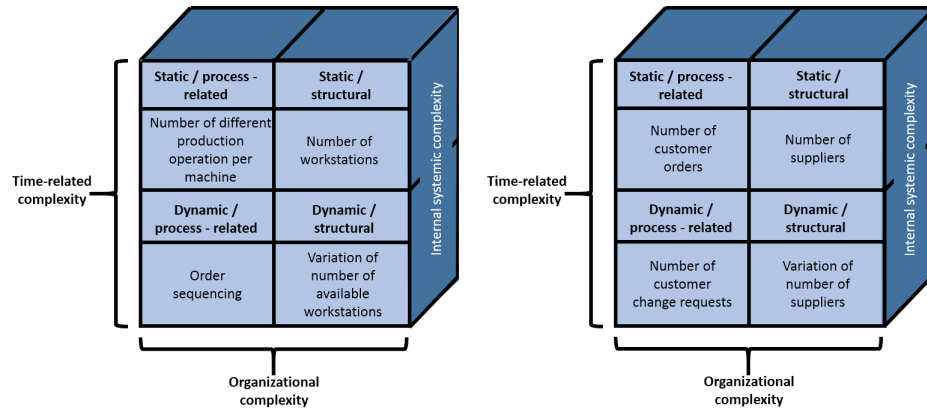 Static / process -
related
Static /
structural
Number of different
production
operation per
machine
Number of
workstations
Dynamic /
process - related
Dynamic /
structural
Order
sequencing
Variation of
number of
available
workstations
Time-related
complexity
Internal systemic complexity
Organizational
complexity
Static / process -
related
Static /
structural
Number of
customer
orders
Number of
suppliers
Dynamic /
process - related
Dynamic /
structural
Number of
customer
change requests
Variation of
number of
suppliers
Time-related
complexity
Internal systemic complexity
Organizational
complexity